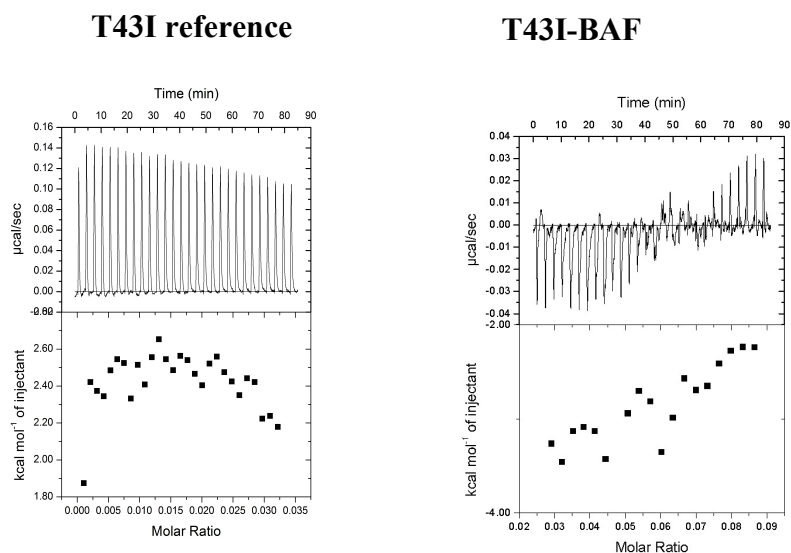 T43I reference
Time (min)
0 10 20 30 40 50 60 70 80 90
0.16
0.14
0.12
0.10
0.08
0.06
0.04
0.02
0.00
µcal/sec
2.60
2.40
2.20
2.00
1.80
kcal mol⁻¹ of injectant
0.000 0.005 0.010 0.015 0.020 0.025 0.030 0.035
Molar Ratio
T43I-BAF
Time (min)
0 10 20 30 40 50 60 70 80 90
0.04
0.03
0.02
0.01
0.00
-0.01
-0.02
-0.03
-0.04
µcal/sec
-2.00
-4.00
kcal mol⁻¹ of injectant
0.02 0.03 0.04 0.05 0.06 0.07 0.08 0.09
Molar Ratio